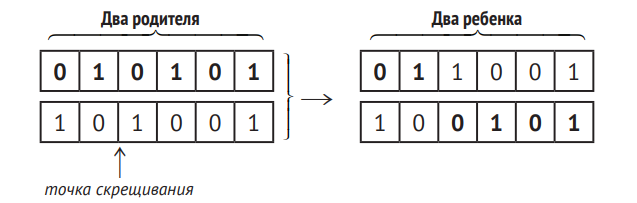 Два родителя
Два ребенка
0 1 0 1 0 1
0 1 1 0 0 1
1 0 1 0 0 1
1 0 0 1 0 1
точка скрещивания